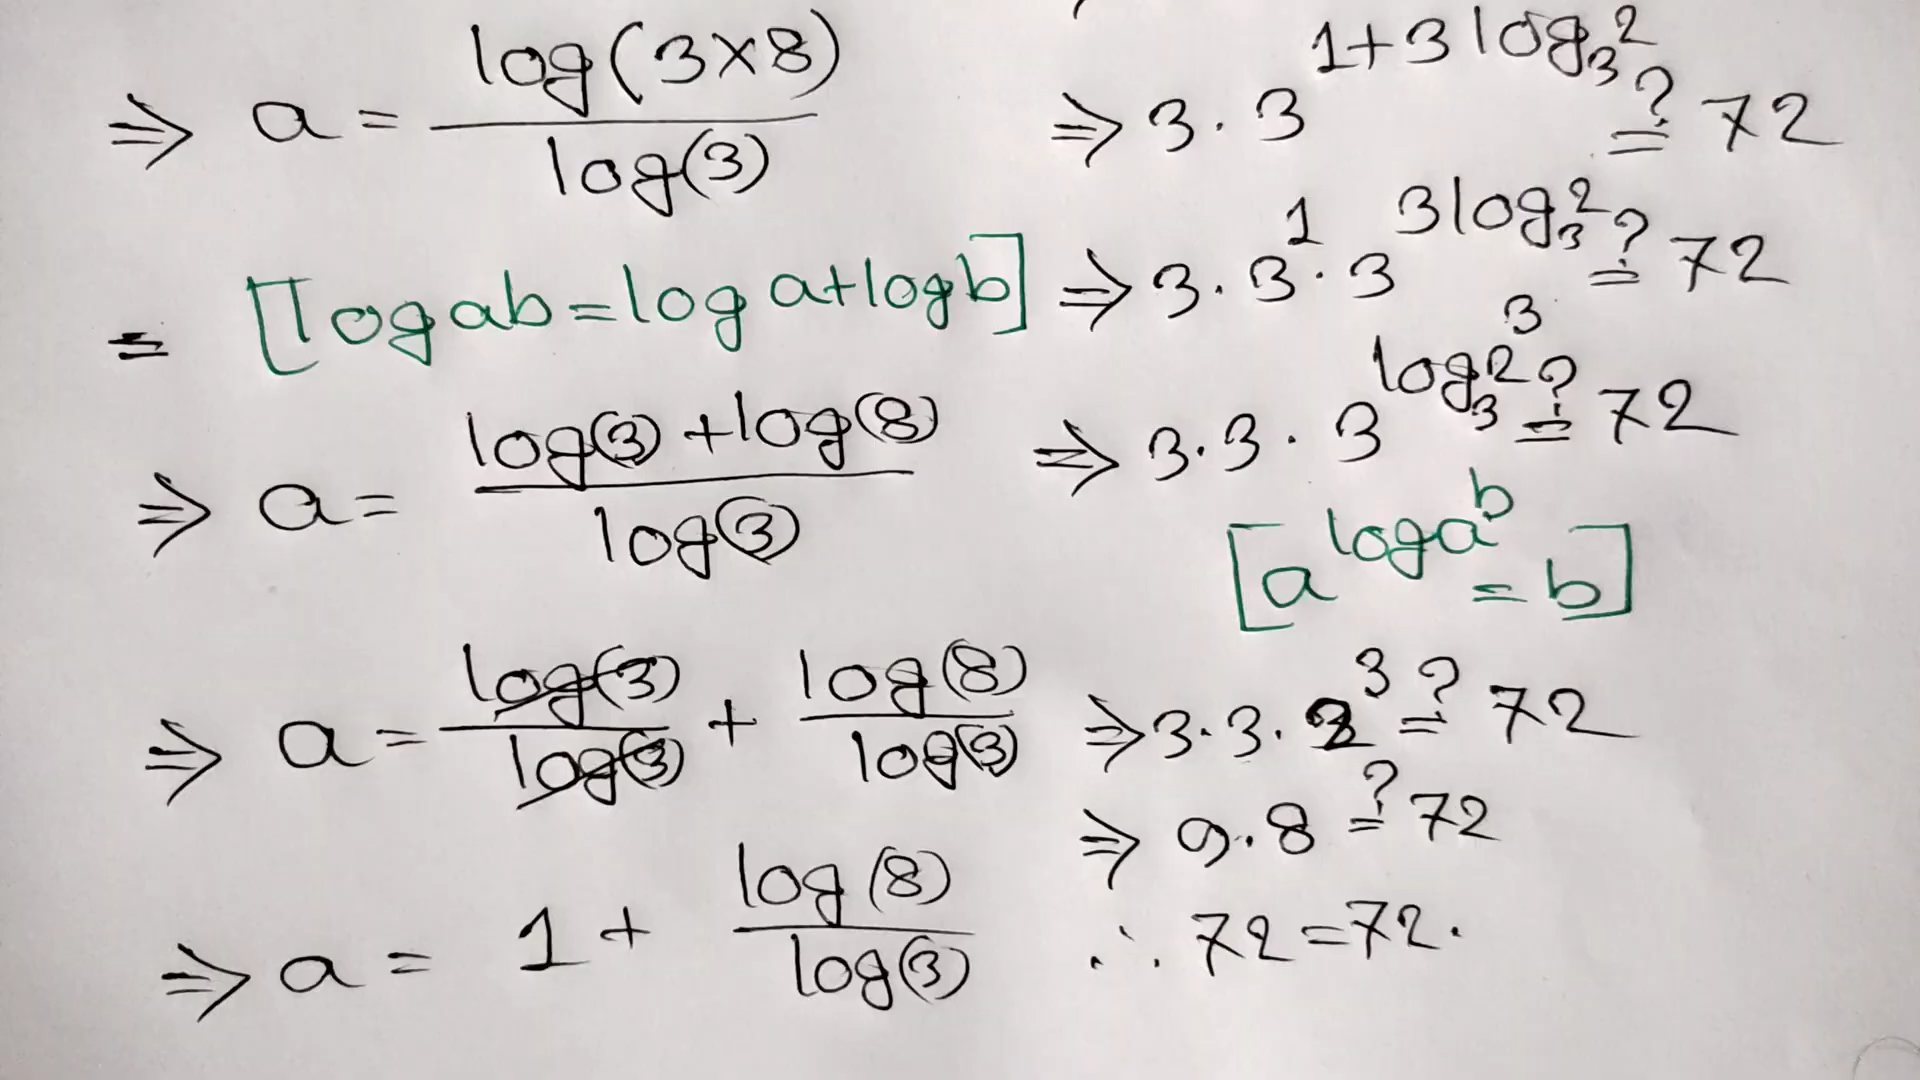 ⇒ a = log(3×8) / log(3)
= [log ab = log a + log b]
⇒ a = log(3) + log(8) / log(3)
⇒ a = log(3) / log(3) + log(8) / log(3)
⇒ a = 1 + log(8) / log(3)
⇒ 3 · 3^(1+3 log₃2) ?= 72
⇒ 3 · 3^1 · 3^(3 log₃2) ?= 72
⇒ 3 · 3 · 3^(log₃2^3) ?= 72
[a^(log a^b) = b]
⇒ 3 · 3 · 2^3 ?= 72
⇒ 9 · 8 ?= 72
∴ 72 = 72.